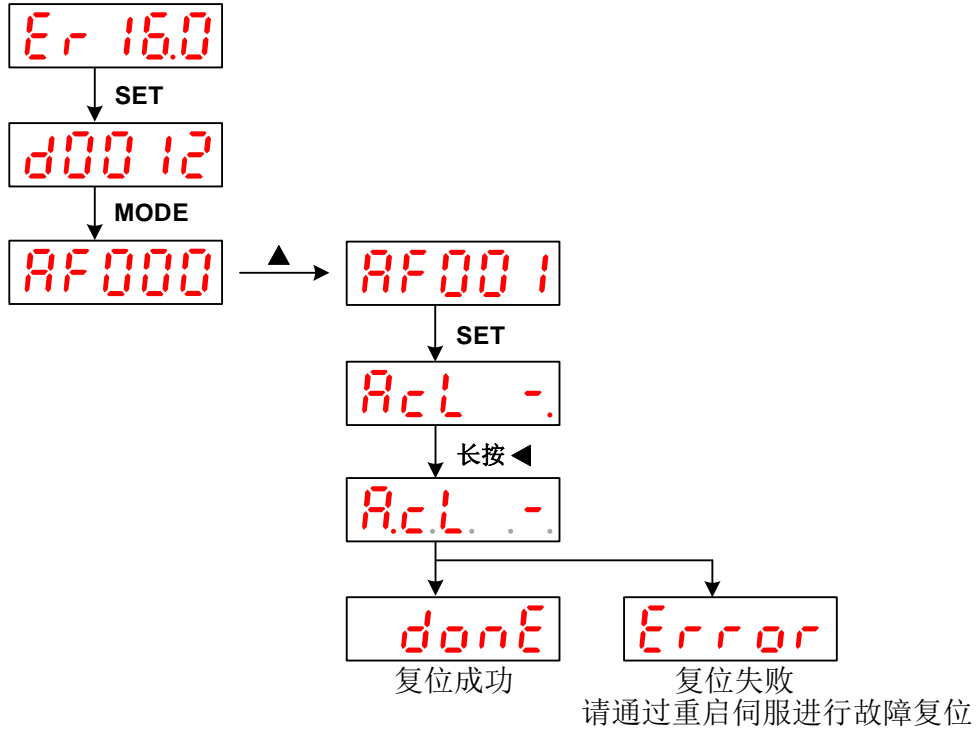 Er 16.0
SET
d0012
MODE
AF000
AF001
SET
AcL -.
长按
A.c.L. . -.
donE
Error
复位成功
复位失败
请通过重启伺服进行故障复位